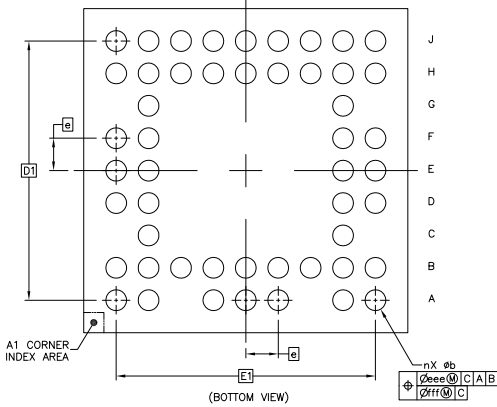 J
H
G
F
e
E
D1
D
C
B
A
A1 CORNER
INDEX AREA
e
nX øb
E1
⌖ Øeee Ⓜ C A B
Øfff Ⓜ C
(BOTTOM VIEW)